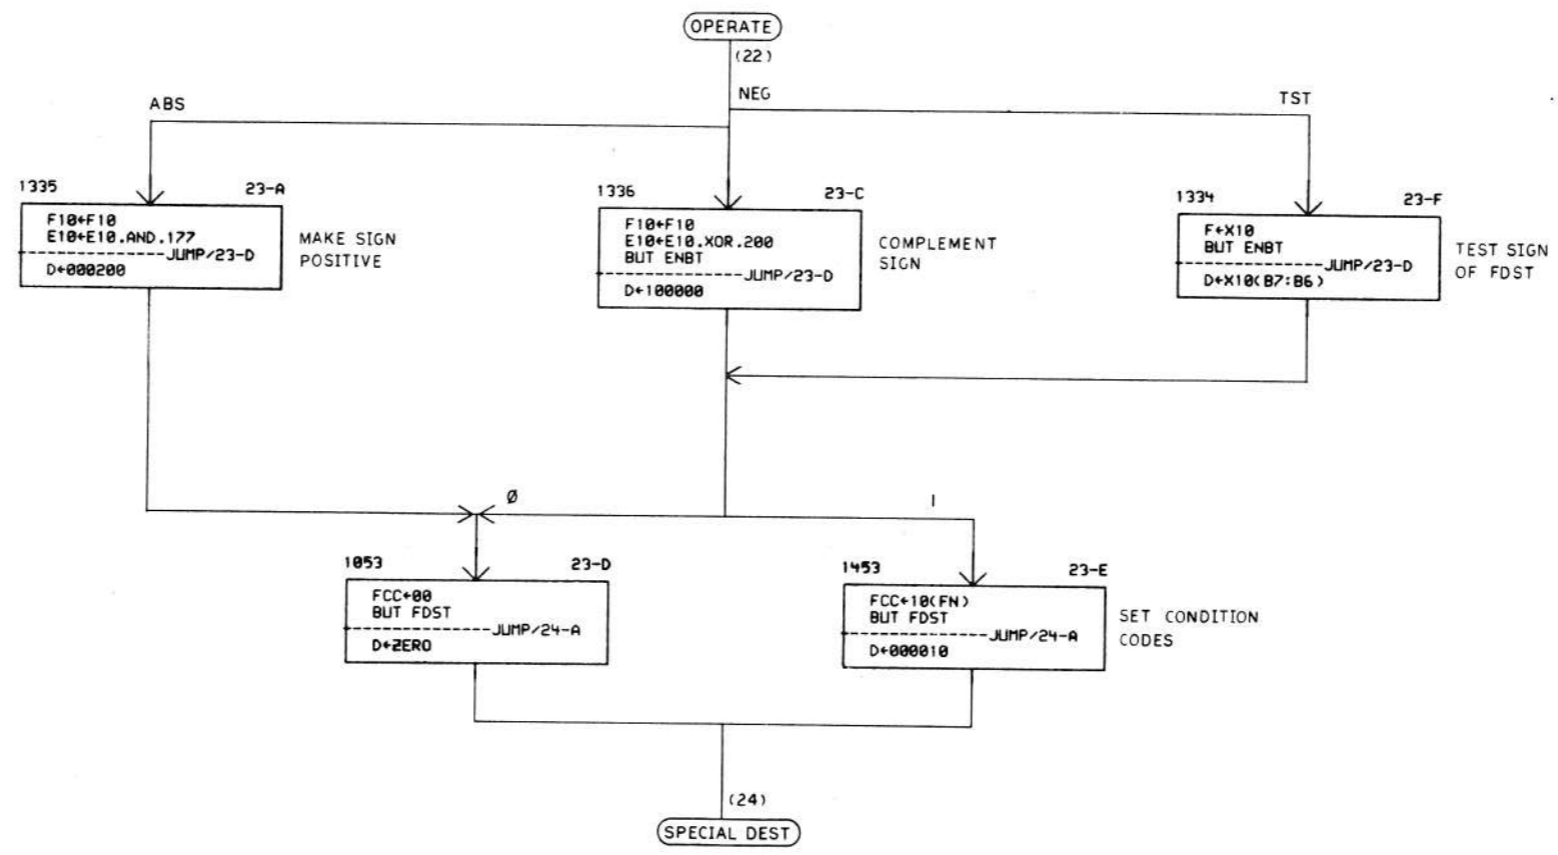 OPERATE
(22)
ABS
NEG
TST
1335 23-A
F10←F10
E10←E10.AND.177
JUMP/23-D
D←000200
MAKE SIGN
POSITIVE
1336 23-C
F10←F10
E10←E10.XOR.200
BUT ENBT
JUMP/23-D
D←100000
COMPLEMENT
SIGN
1334 23-F
F←X10
BUT ENBT
JUMP/23-D
D←X10(B7:B6)
TEST SIGN
OF FDST
Ø
1
1053 23-D
FCC←00
BUT FDST
JUMP/24-A
D←ZERO
1453 23-E
FCC←10(FN)
BUT FDST
JUMP/24-A
D←000010
SET CONDITION
CODES
(24)
SPECIAL DEST